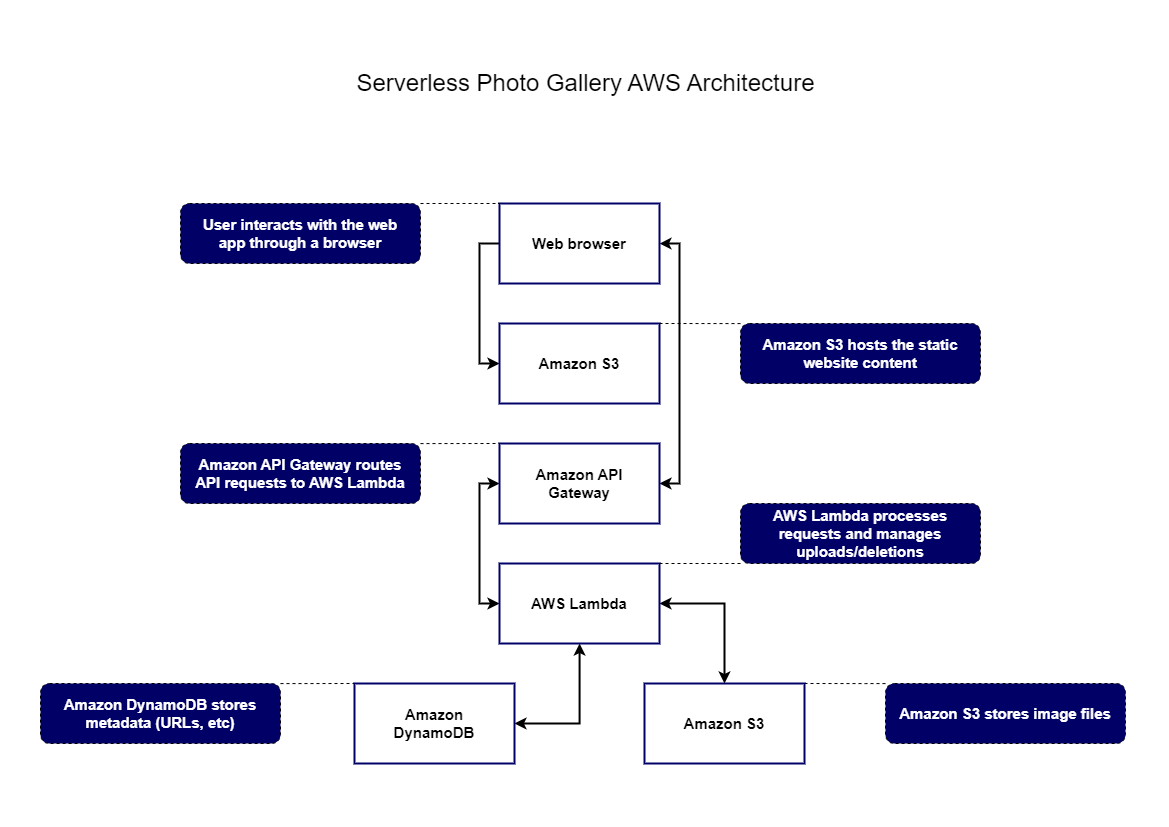 Serverless Photo Gallery AWS Architecture
User interacts with the web
app through a browser
Web browser
Amazon S3
Amazon S3 hosts the static
website content
Amazon API Gateway routes
API requests to AWS Lambda
Amazon API
Gateway
AWS Lambda processes
requests and manages
uploads/deletions
AWS Lambda
Amazon DynamoDB stores
metadata (URLs, etc)
Amazon
DynamoDB
Amazon S3
Amazon S3 stores image files